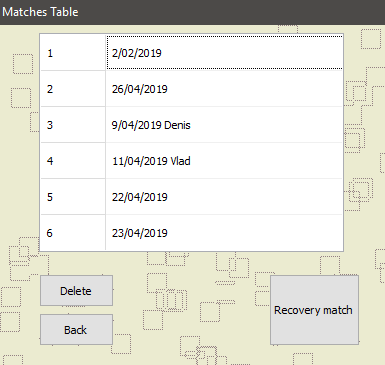 Matches Table
1 2/02/2019
2 26/04/2019
3 9/04/2019 Denis
4 11/04/2019 Vlad
5 22/04/2019
6 23/04/2019
Delete
Recovery match
Back